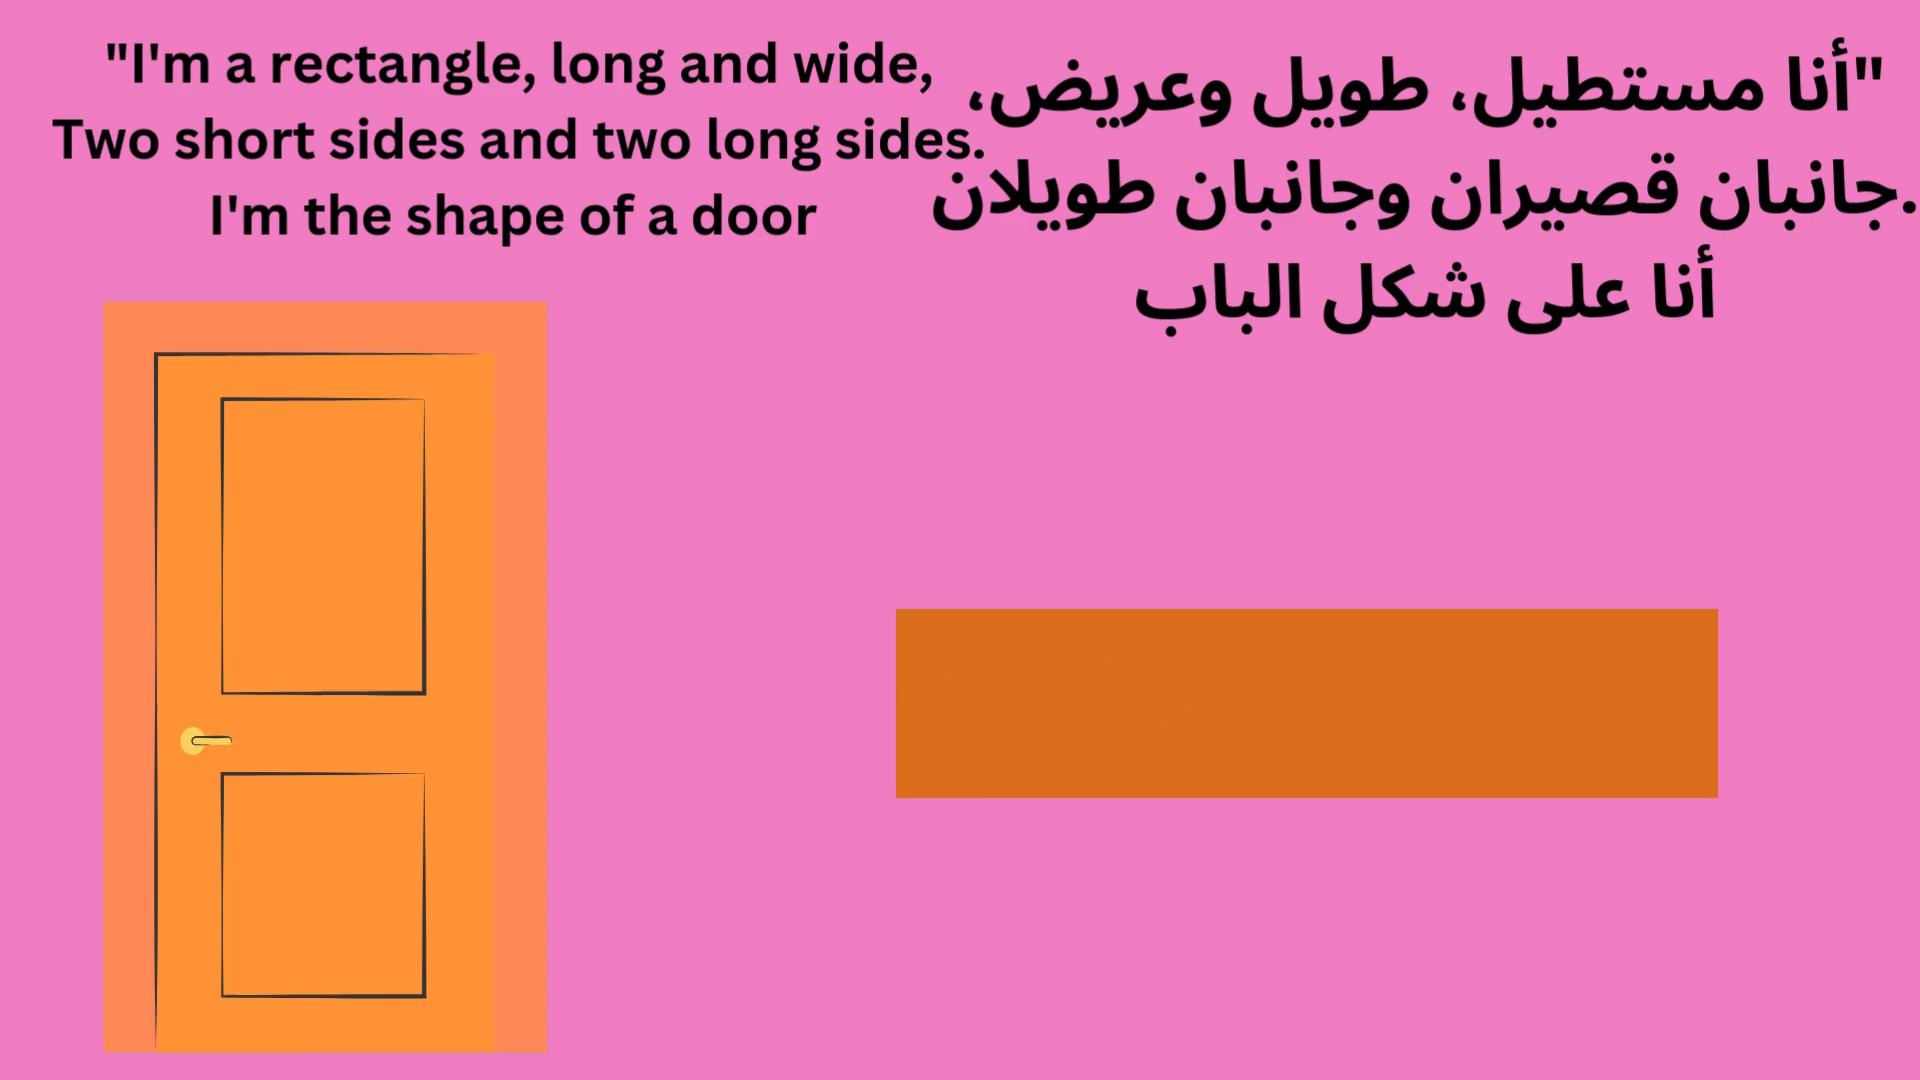 "I'm a rectangle, long and wide,
Two short sides and two long sides.
I'm the shape of a door
"أنا مستطيل، طويل وعريض،
.جانبان قصيران وجانبان طويلان
أنا على شكل الباب